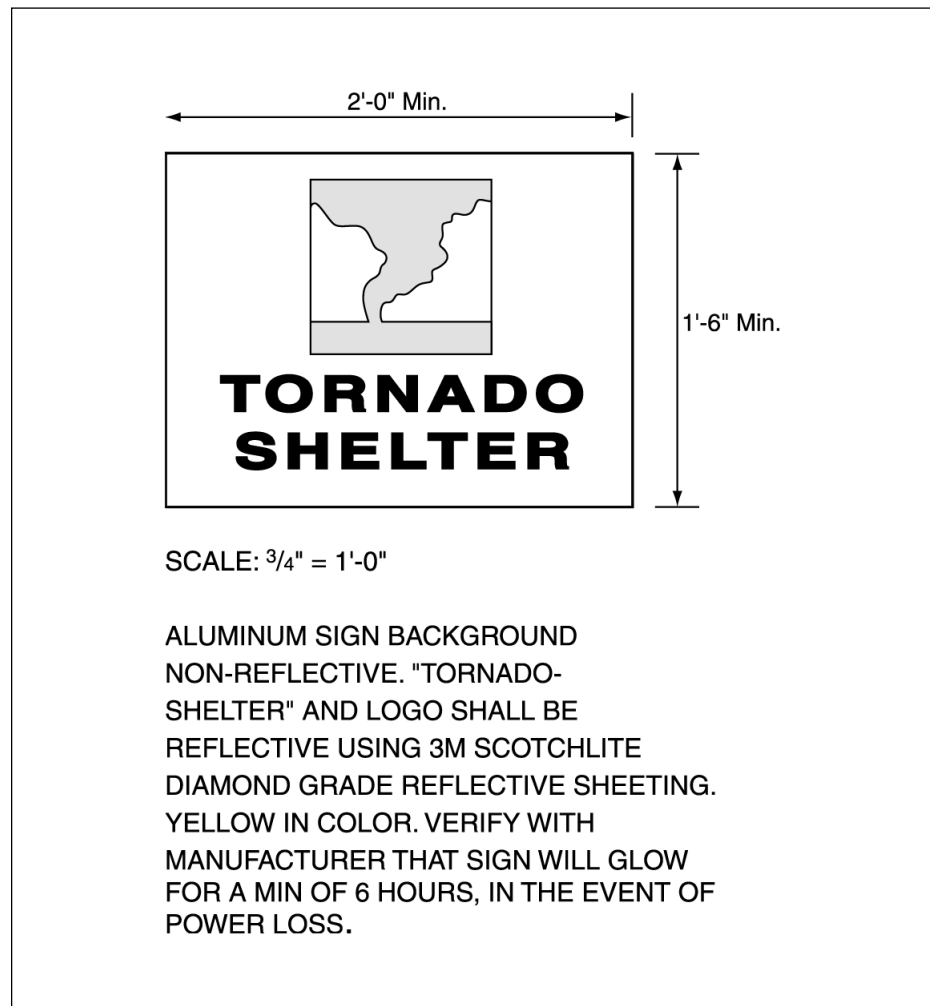 2'-0" Min.
1'-6" Min.
TORNADO
SHELTER
SCALE: 3/4" = 1'-0"
ALUMINUM SIGN BACKGROUND
NON-REFLECTIVE. "TORNADO-
SHELTER" AND LOGO SHALL BE
REFLECTIVE USING 3M SCOTCHLITE
DIAMOND GRADE REFLECTIVE SHEETING.
YELLOW IN COLOR. VERIFY WITH
MANUFACTURER THAT SIGN WILL GLOW
FOR A MIN OF 6 HOURS, IN THE EVENT OF
POWER LOSS.